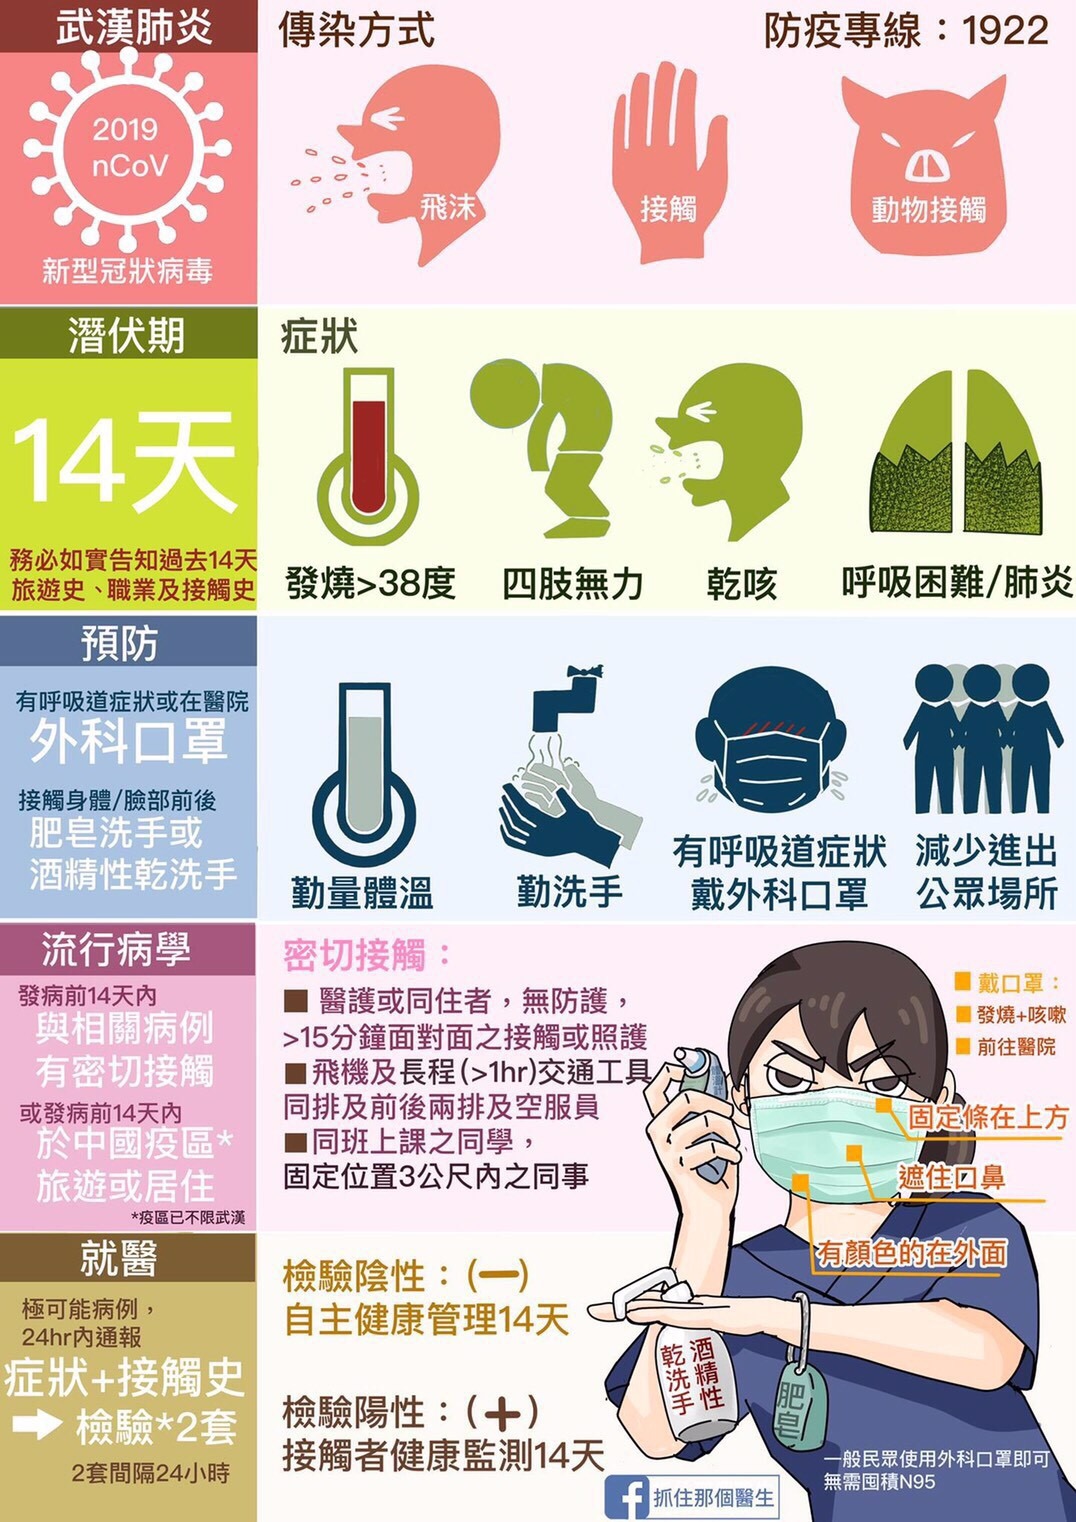 武漢肺炎
2019
nCoV
新型冠狀病毒
傳染方式
防疫專線：1922
飛沫
接觸
動物接觸
潛伏期
14天
務必如實告知過去14天
旅遊史、職業及接觸史
症狀
發燒>38度
四肢無力
乾咳
呼吸困難/肺炎
預防
有呼吸道症狀或在醫院
外科口罩
接觸身體/臉部前後
肥皂洗手或
酒精性乾洗手
勤量體溫
勤洗手
有呼吸道症狀
戴外科口罩
減少進出
公眾場所
流行病學
發病前14天內
與相關病例
有密切接觸
或發病前14天內
於中國疫區*
旅遊或居住
*疫區已不限武漢
密切接觸：
■ 醫護或同住者，無防護，
>15分鐘面對面之接觸或照護
■飛機及長程(>1hr)交通工具
同排及前後兩排及空服員
■同班上課之同學，
固定位置3公尺內之同事
■ 戴口罩：
■ 發燒+咳嗽
■ 前往醫院
固定條在上方
遮住口鼻
有顏色的在外面
就醫
極可能病例，
24hr內通報
症狀+接觸史
➡ 檢驗*2套
2套間隔24小時
檢驗陰性：(−)
自主健康管理14天
檢驗陽性：(+)
接觸者健康監測14天
酒精性
乾洗手
肥皂
一般民眾使用外科口罩即可
無需囤積N95
抓住那個醫生